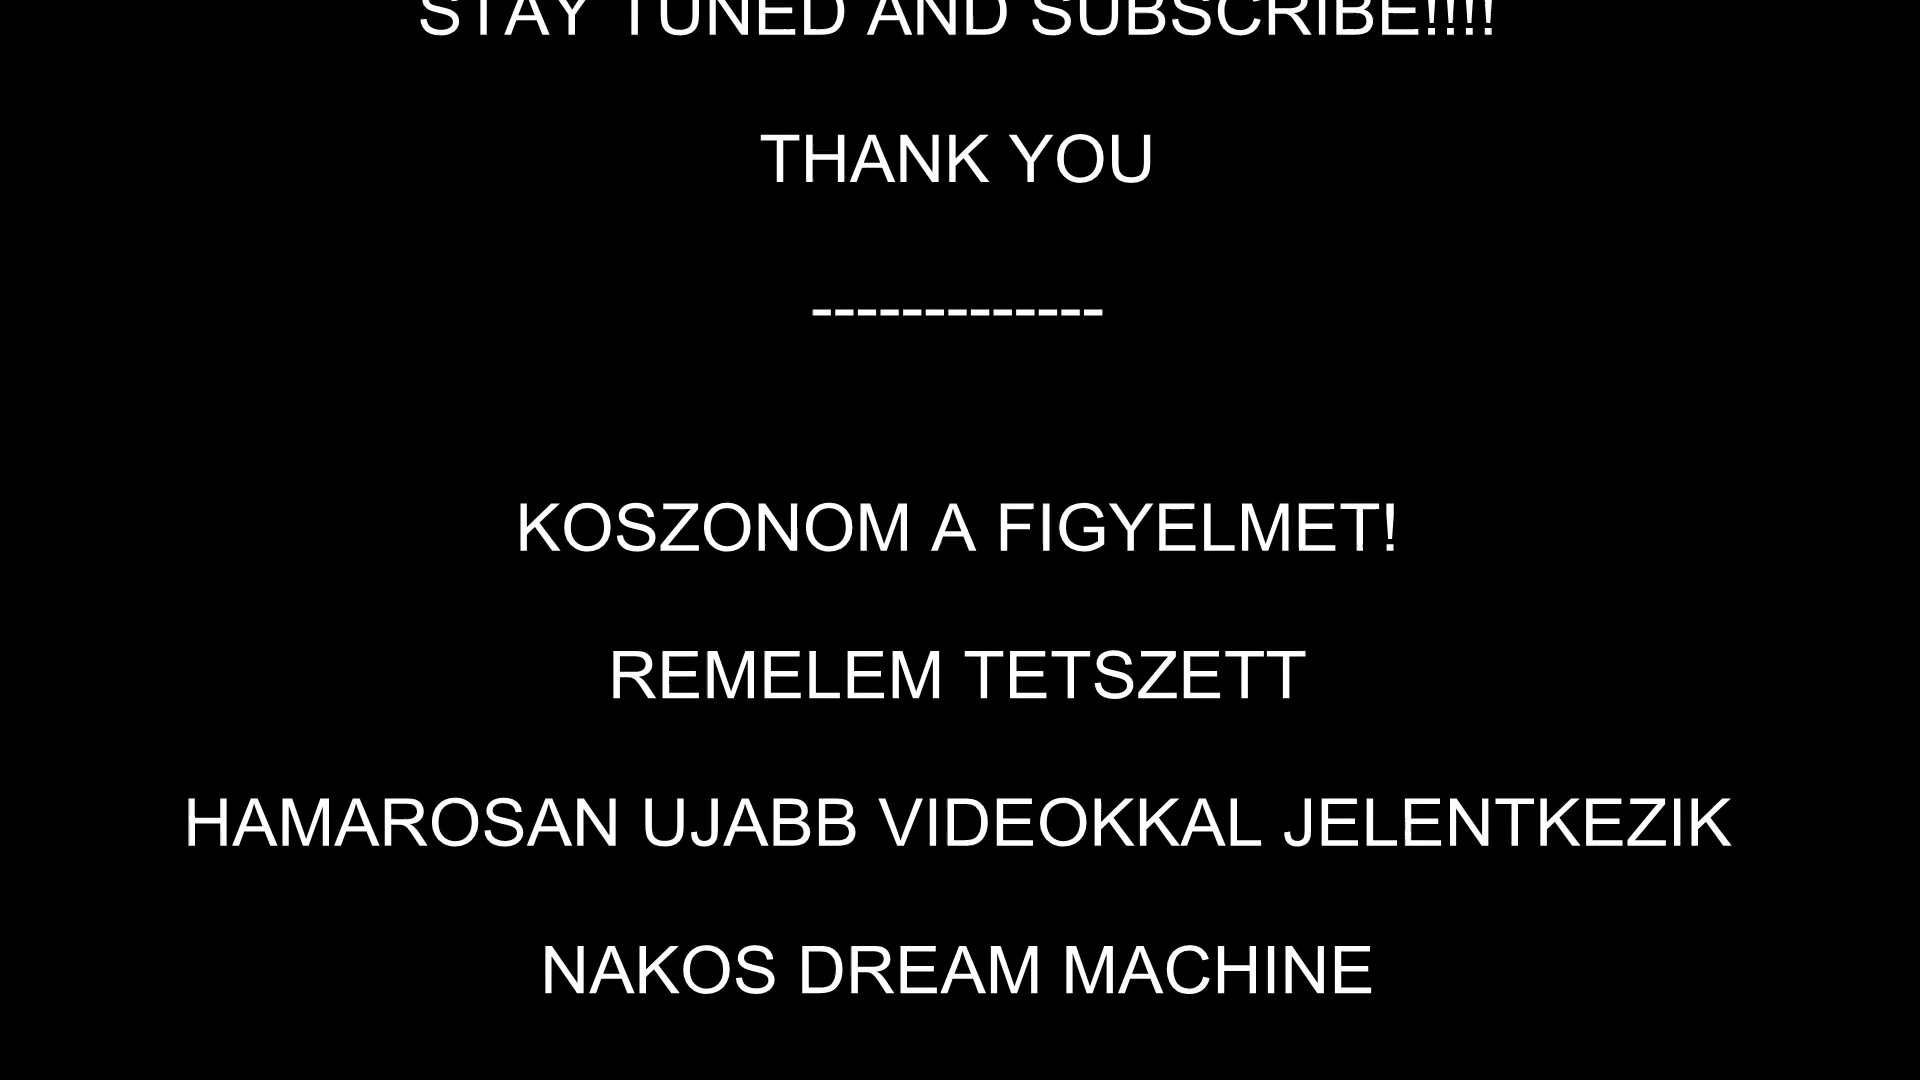 STAY TUNED AND SUBSCRIBE!!!!
THANK YOU
-------------
KOSZONOM A FIGYELMET!
REMELEM TETSZETT
HAMAROSAN UJABB VIDEOKKAL JELENTKEZIK
NAKOS DREAM MACHINE